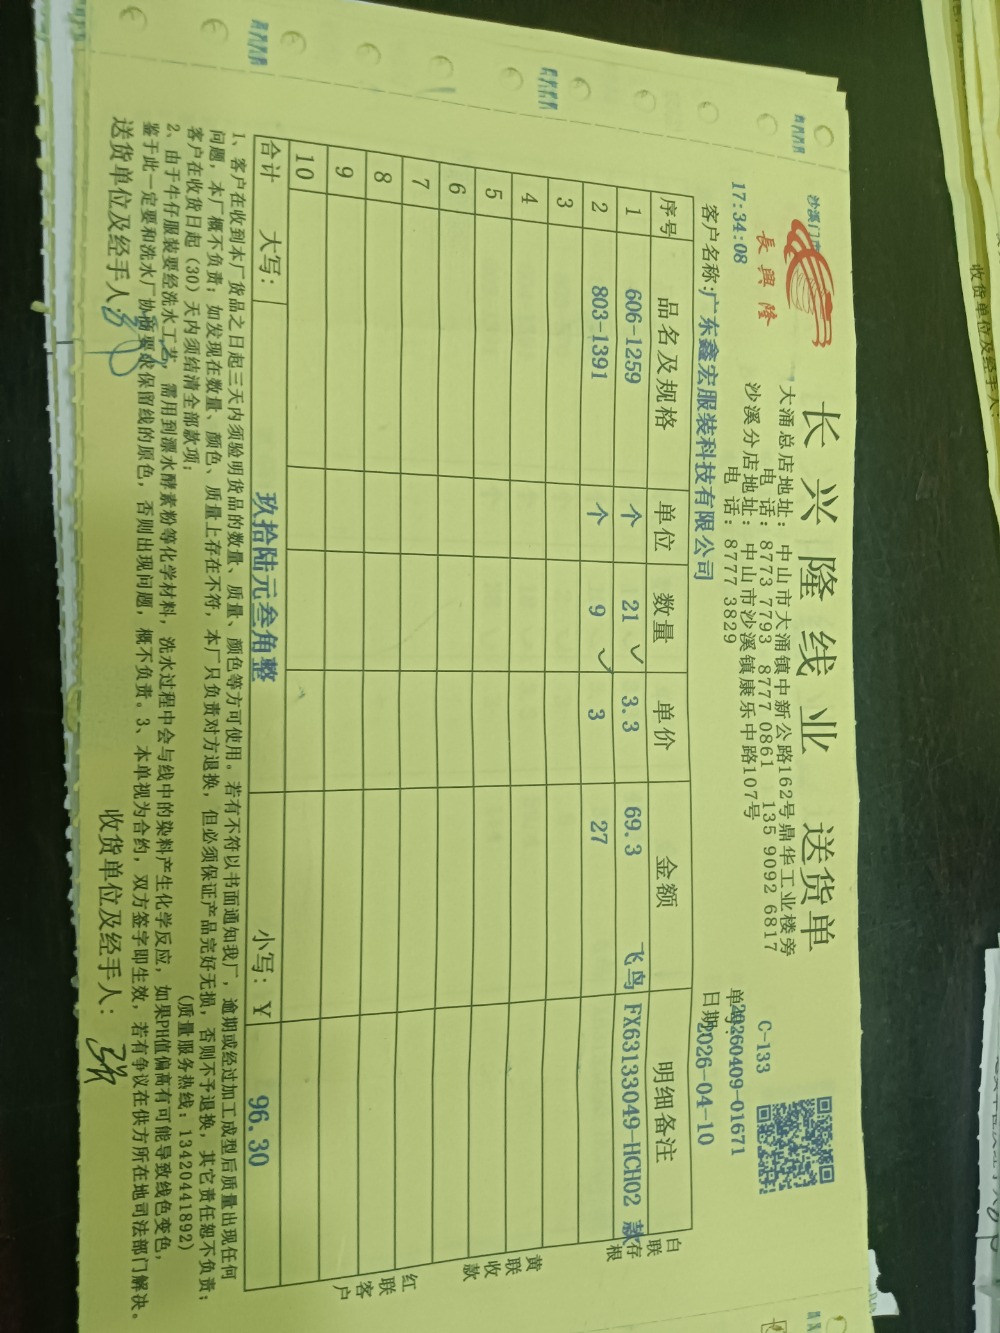 长兴隆线业 送货单
沙溪门市
長興隆
17:34:08
大涌总店地址: 中山市大涌镇中新公路162号鼎华工业楼旁
电 话: 8773 7793 8777 0861 135 9092 6817
沙溪分店地址: 中山市沙溪镇康乐中路107号
电 话: 8777 3829
C-133
单号:20260409-01671
日期:2026-04-10
客户名称:广东鑫宏服装科技有限公司
序号 品名及规格 单位 数量 单价 金额 明细备注
1 606-1259 个 21 3.3 69.3 飞鸟 FX63133049-HCH02 款
2 803-1391 个 9 3 27
3
4
5
6
7
8
9
10
合计 大写: 玖拾陆元叁角整 小写: Y 96.30
白联存根
黄联收款
红联客户
1、客户在收到本厂货品之日起三天内须验明货品的数量、质量、颜色等方可使用。若有不符以书面通知我厂，逾期或经过加工成型后质量出现任何
问题，本厂概不负责；如发现在数量、颜色、质量上存在不符，本厂只负责对方退换，但必须保证产品完好无损，否则不予退换，其它责任恕不负责；
客户在收货日起（30）天内须结清全部款项； (质量服务热线: 13420441892)
2、由于牛仔服装要经洗水工艺，需用到漂水酵素粉等化学材料，洗水过程中会与线中的染料产生化学反应，如果PH值偏高有可能导致线色变色，
鉴于此一定要和洗水厂协商要求保留线的原色，否则出现问题，概不负责。3、本单视为合约，双方签字即生效，若有争议在供方所在地司法部门解决。
送货单位及经手人:
收货单位及经手人:
收货单位及经手人: